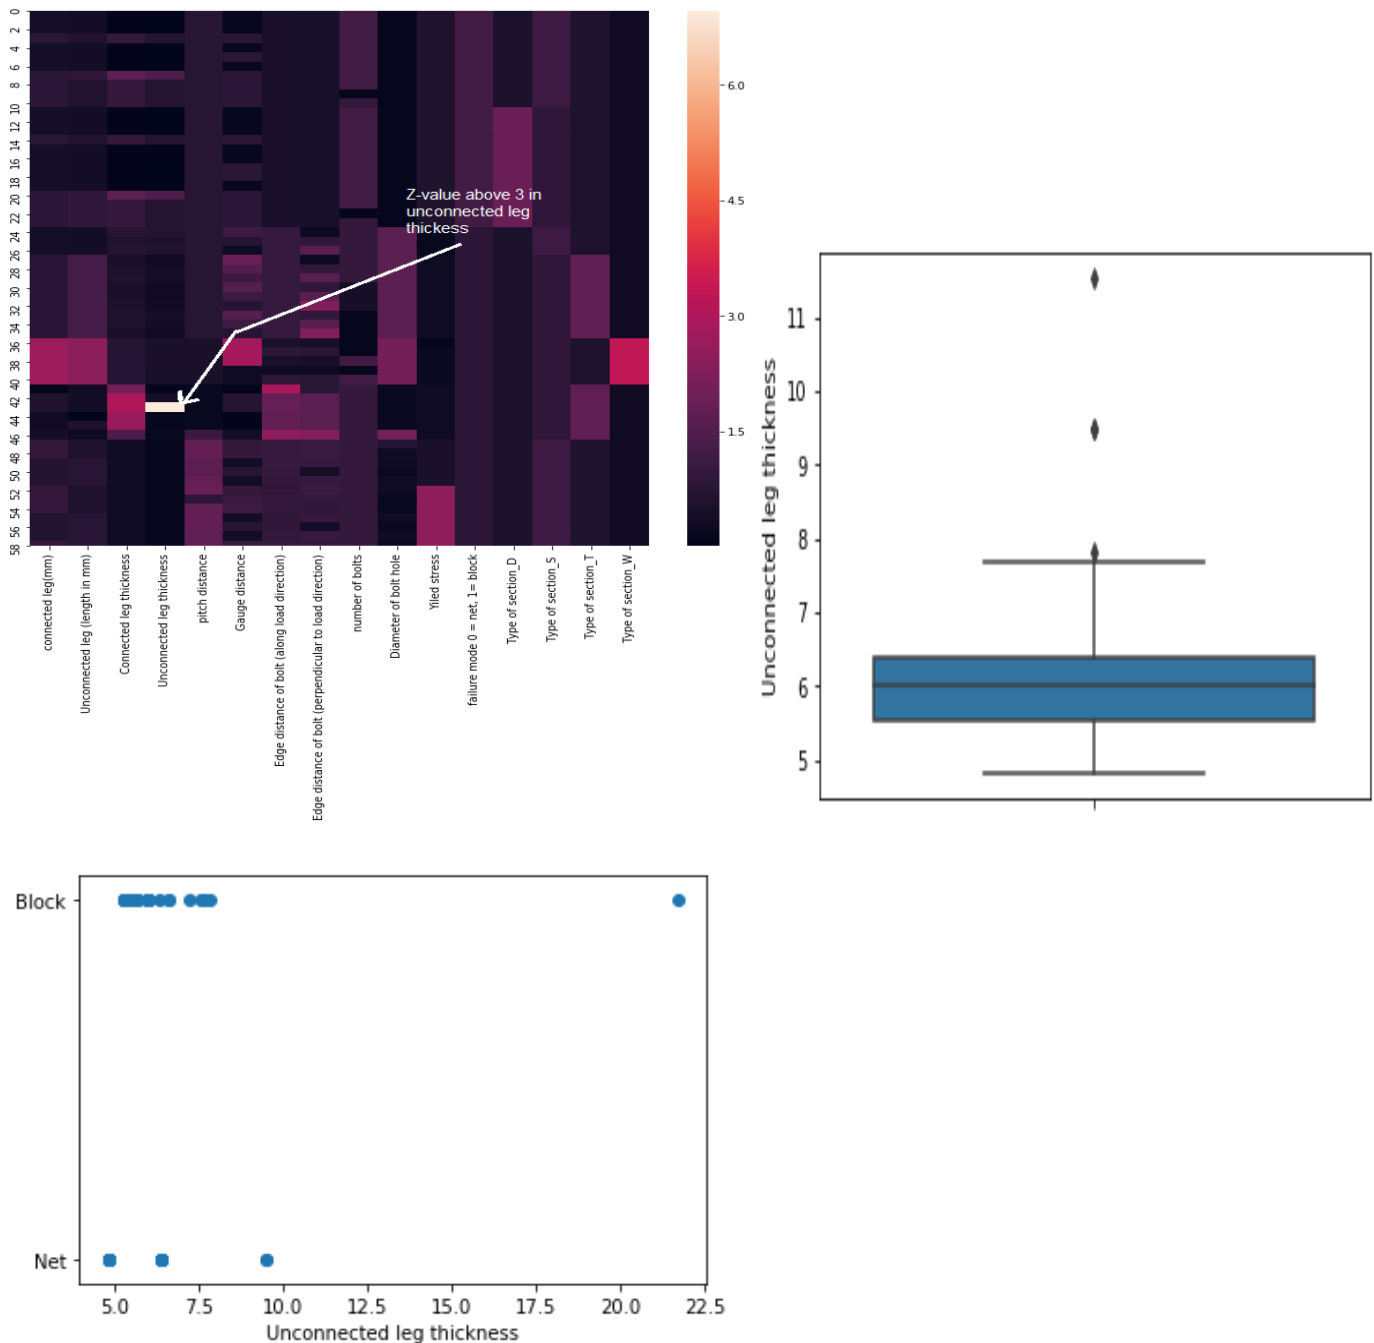 0
2
4
6
8
10
12
14
16
18
20
22
24
26
28
30
32
34
36
38
40
42
44
46
48
50
52
54
56
58
Z-value above 3 in
unconnected leg
thickess
6.0
4.5
3.0
1.5
connected leg(mm)
Unconnected leg (length in mm)
Connected leg thickness
Unconnected leg thickness
pitch distance
Gauge distance
Edge distance of bolt (along load direction)
Edge distance of bolt (perpendicular to load direction)
number of bolts
Diameter of bolt hole
Yiled stress
failure mode 0 = net, 1= block
Type of section_D
Type of section_S
Type of section_T
Type of section_W
Unconnected leg thickness
11
10
9
8
7
6
5
Block
Net
5.0 7.5 10.0 12.5 15.0 17.5 20.0 22.5
Unconnected leg thickness